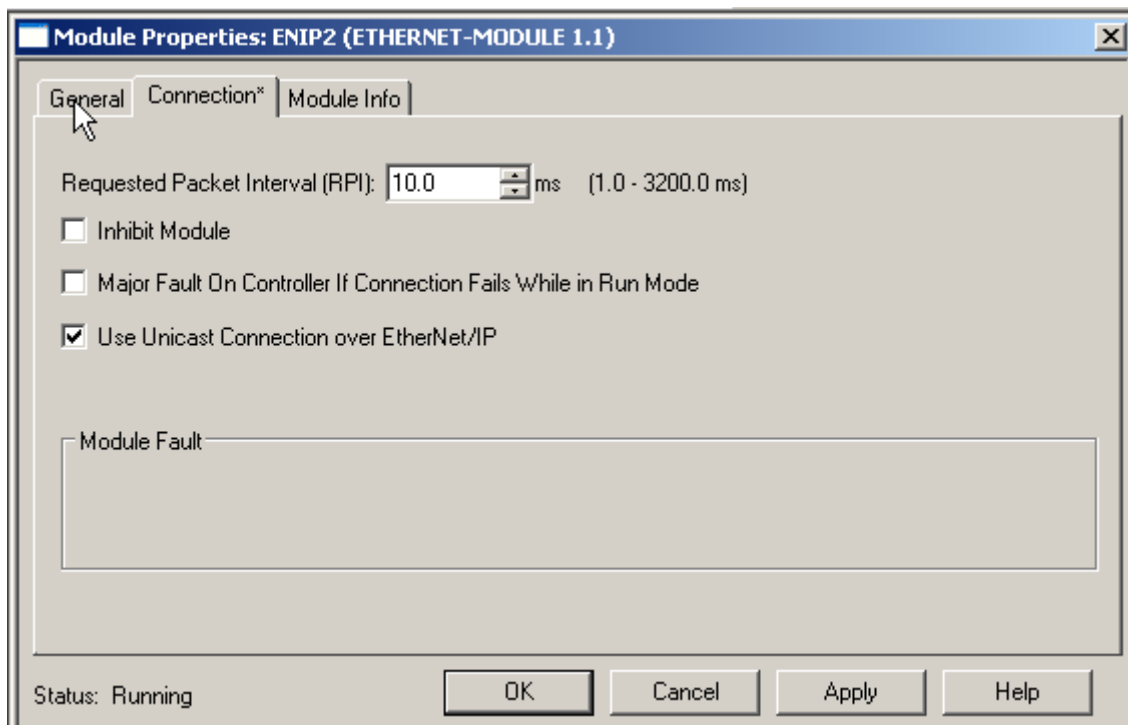 Module Properties: ENIP2 (ETHERNET-MODULE 1.1)
General Connection* Module Info
Requested Packet Interval (RPI): 10.0 ms (1.0 - 3200.0 ms)
Inhibit Module
Major Fault On Controller If Connection Fails While in Run Mode
Use Unicast Connection over EtherNet/IP
Module Fault
Status: Running OK Cancel Apply Help